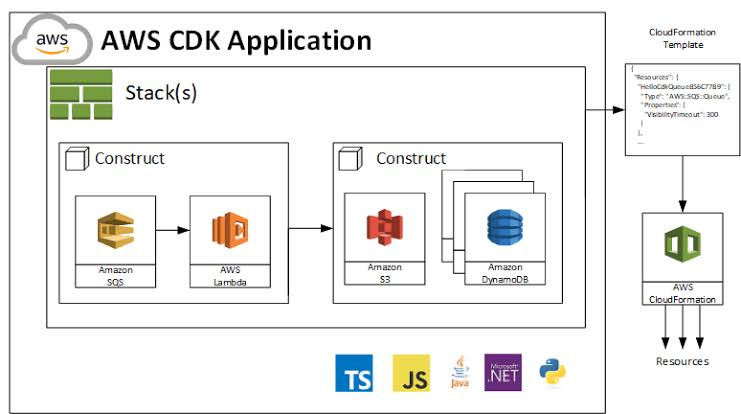 aws
AWS CDK Application
Stack(s)
Construct
Amazon
SQS
AWS
Lambda
Construct
Amazon
S3
Amazon
DynamoDB
TS
JS
Java
Microsoft
.NET
CloudFormation
Template
{
"Resources": {
"HelloCdkQueueB56C77B9": {
"Type": "AWS::SQS::Queue",
"Properties": {
"VisibilityTimeout": 300
}
},
...
AWS
CloudFormation
Resources